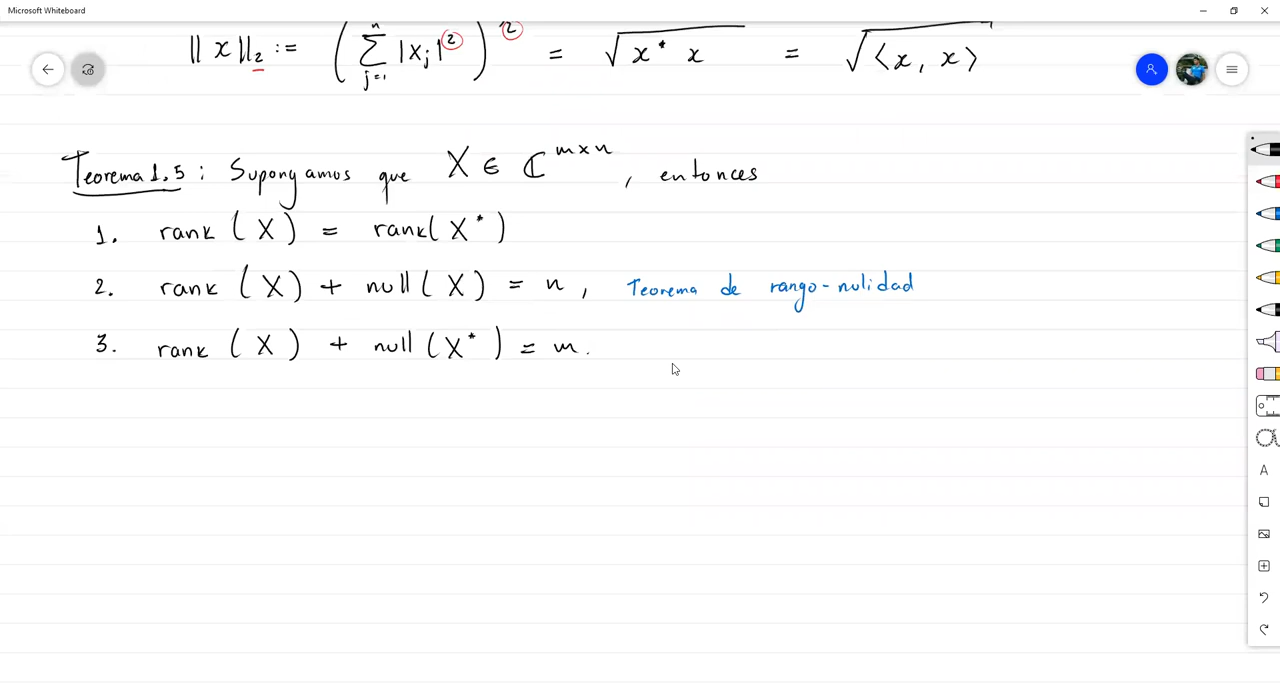 Microsoft Whiteboard
‖x‖₂ := ( ∑_{j=1}^{n} |x_j|² )^{1/2} = √(x* x) = √⟨x, x⟩
Teorema 1.5 : Supongamos que X ∈ ℂ^{m×n} , entonces
1. rank (X) = rank(X*)
2. rank (X) + null(X) = n , Teorema de rango-nulidad
3. rank (X) + null(X*) = m.
A